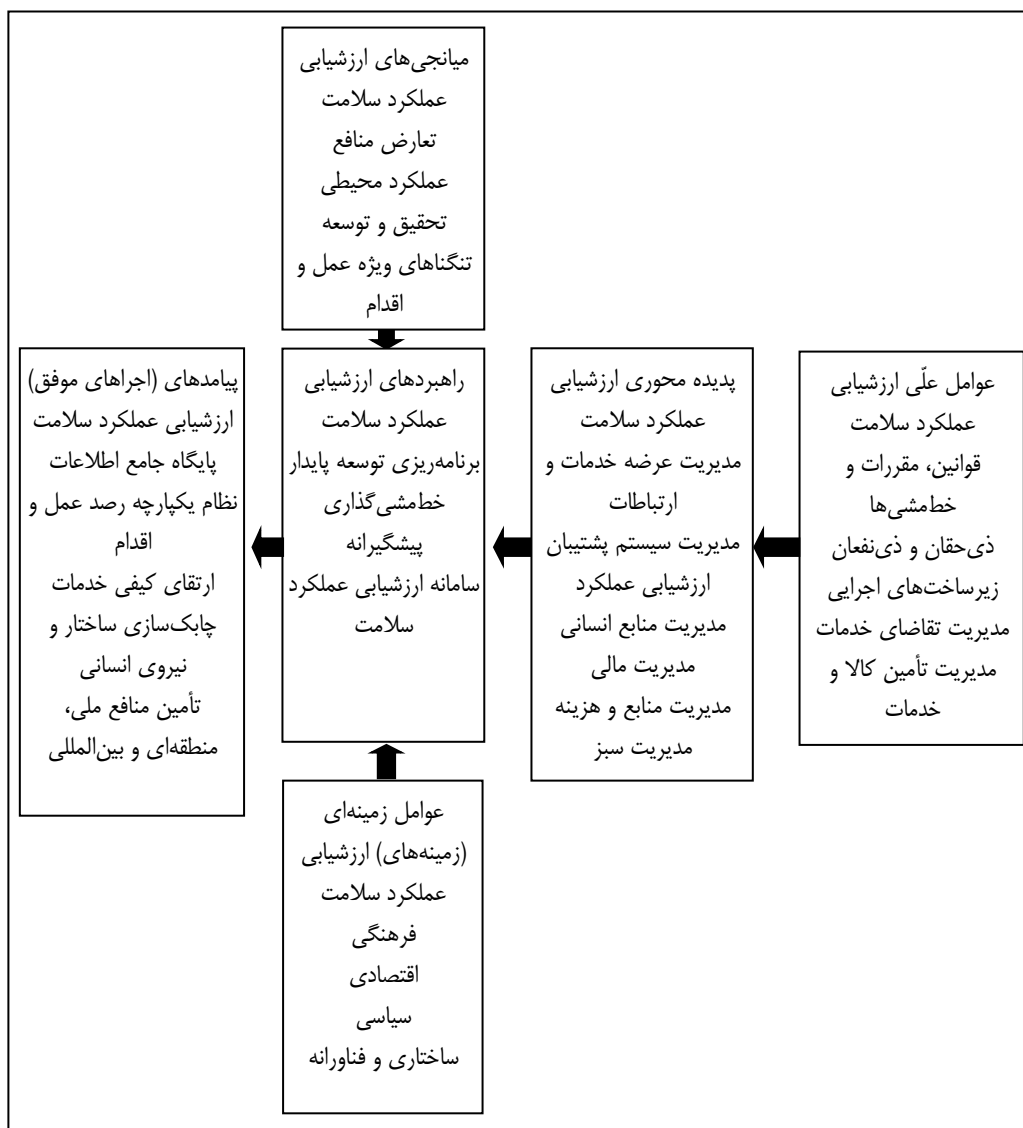 میانجی‌های ارزشیابی
عملکرد سلامت
تعارض منافع
عملکرد محیطی
تحقیق و توسعه
تنگناهای ویژه عمل و
اقدام
عوامل علّی ارزشیابی
عملکرد سلامت
قوانین، مقررات و
خط‌مشی‌ها
ذی‌حقان و ذی‌نفعان
زیرساخت‌های اجرایی
مدیریت تقاضای خدمات
مدیریت تأمین کالا و
خدمات
پدیده محوری ارزشیابی
عملکرد سلامت
مدیریت عرضه خدمات و
ارتباطات
مدیریت سیستم پشتیبان
ارزشیابی عملکرد
مدیریت منابع انسانی
مدیریت مالی
مدیریت منابع و هزینه
مدیریت سبز
راهبردهای ارزشیابی
عملکرد سلامت
برنامه‌ریزی توسعه پایدار
خط‌مشی‌گذاری
پیشگیرانه
سامانه ارزشیابی عملکرد
سلامت
پیامدهای (اجراهای موفق)
ارزشیابی عملکرد سلامت
پایگاه جامع اطلاعات
نظام یکپارچه رصد عمل و
اقدام
ارتقای کیفی خدمات
چابک‌سازی ساختار و
نیروی انسانی
تأمین منافع ملی،
منطقه‌ای و بین‌المللی
عوامل زمینه‌ای
(زمینه‌های) ارزشیابی
عملکرد سلامت
فرهنگی
اقتصادی
سیاسی
ساختاری و فناورانه